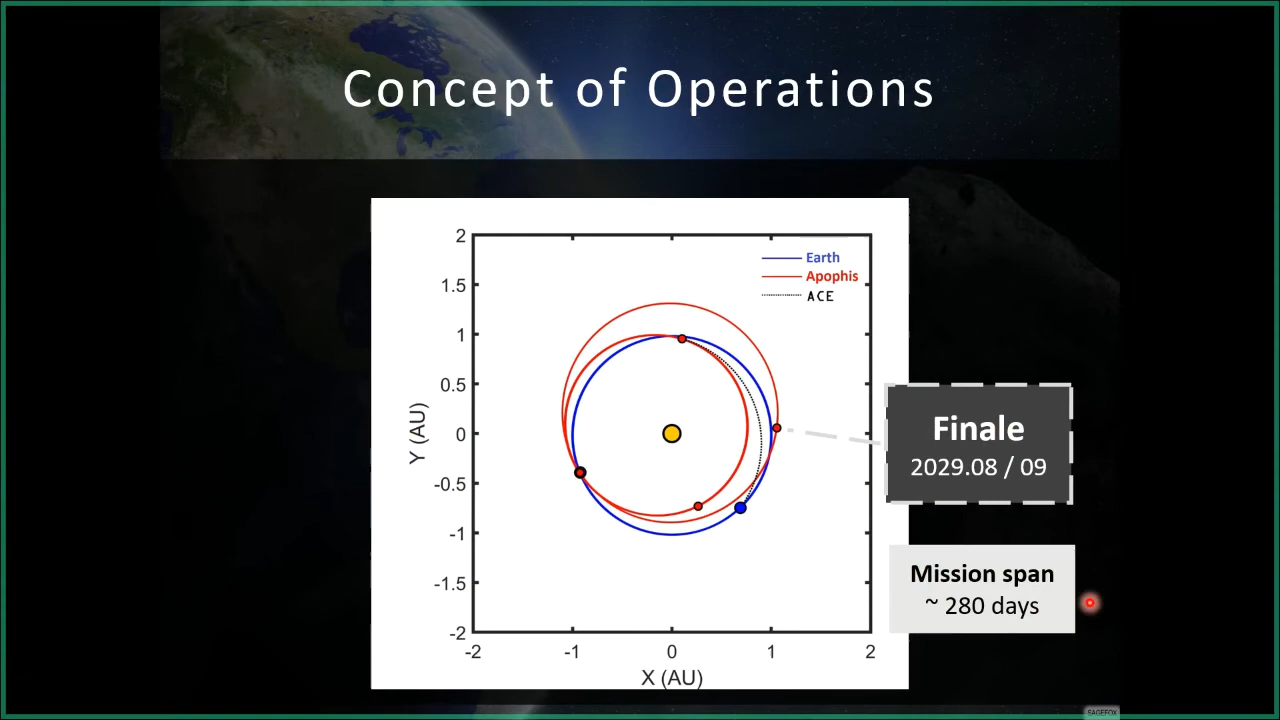 Concept of Operations
Earth
Apophis
ACE
2
1.5
1
0.5
0
-0.5
-1
-1.5
-2
Y (AU)
-2
-1
0
1
2
X (AU)
Finale
2029.08 / 09
Mission span
~ 280 days
SAGEFOX